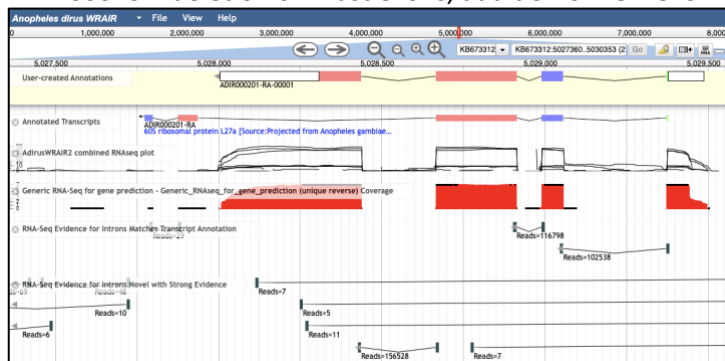 Anopheles dirus WRAIR File View Help
0 1,000,000 2,000,000 3,000,000 4,000,000 5,000,000 6,000,000 7,000,000 8,000,000
KB673312 KB673312:5027360..5030353 (2 Go
5,027,500 5,028,000 5,028,500 5,029,000 5,029,500
User-created Annotations
ADIR000201-RA-00001
Annotated Transcripts
ADIR000201-RA
60S ribosomal protein L27a [Source:Projected from Anopheles gambiae...
AdirusWRAIR2 combined RNAseq plot
Generic RNA-Seq for gene prediction - Generic_RNAseq_for_gene_prediction (unique reverse) Coverage
RNA-Seq Evidence for Introns Matches Transcript Annotation
Reads=116798
Reads=102538
RNA-Seq Evidence for Introns Novel with Strong Evidence
Reads=7
Reads=10 Reads=5
Reads=6 Reads=11
Reads=156528 Reads=7